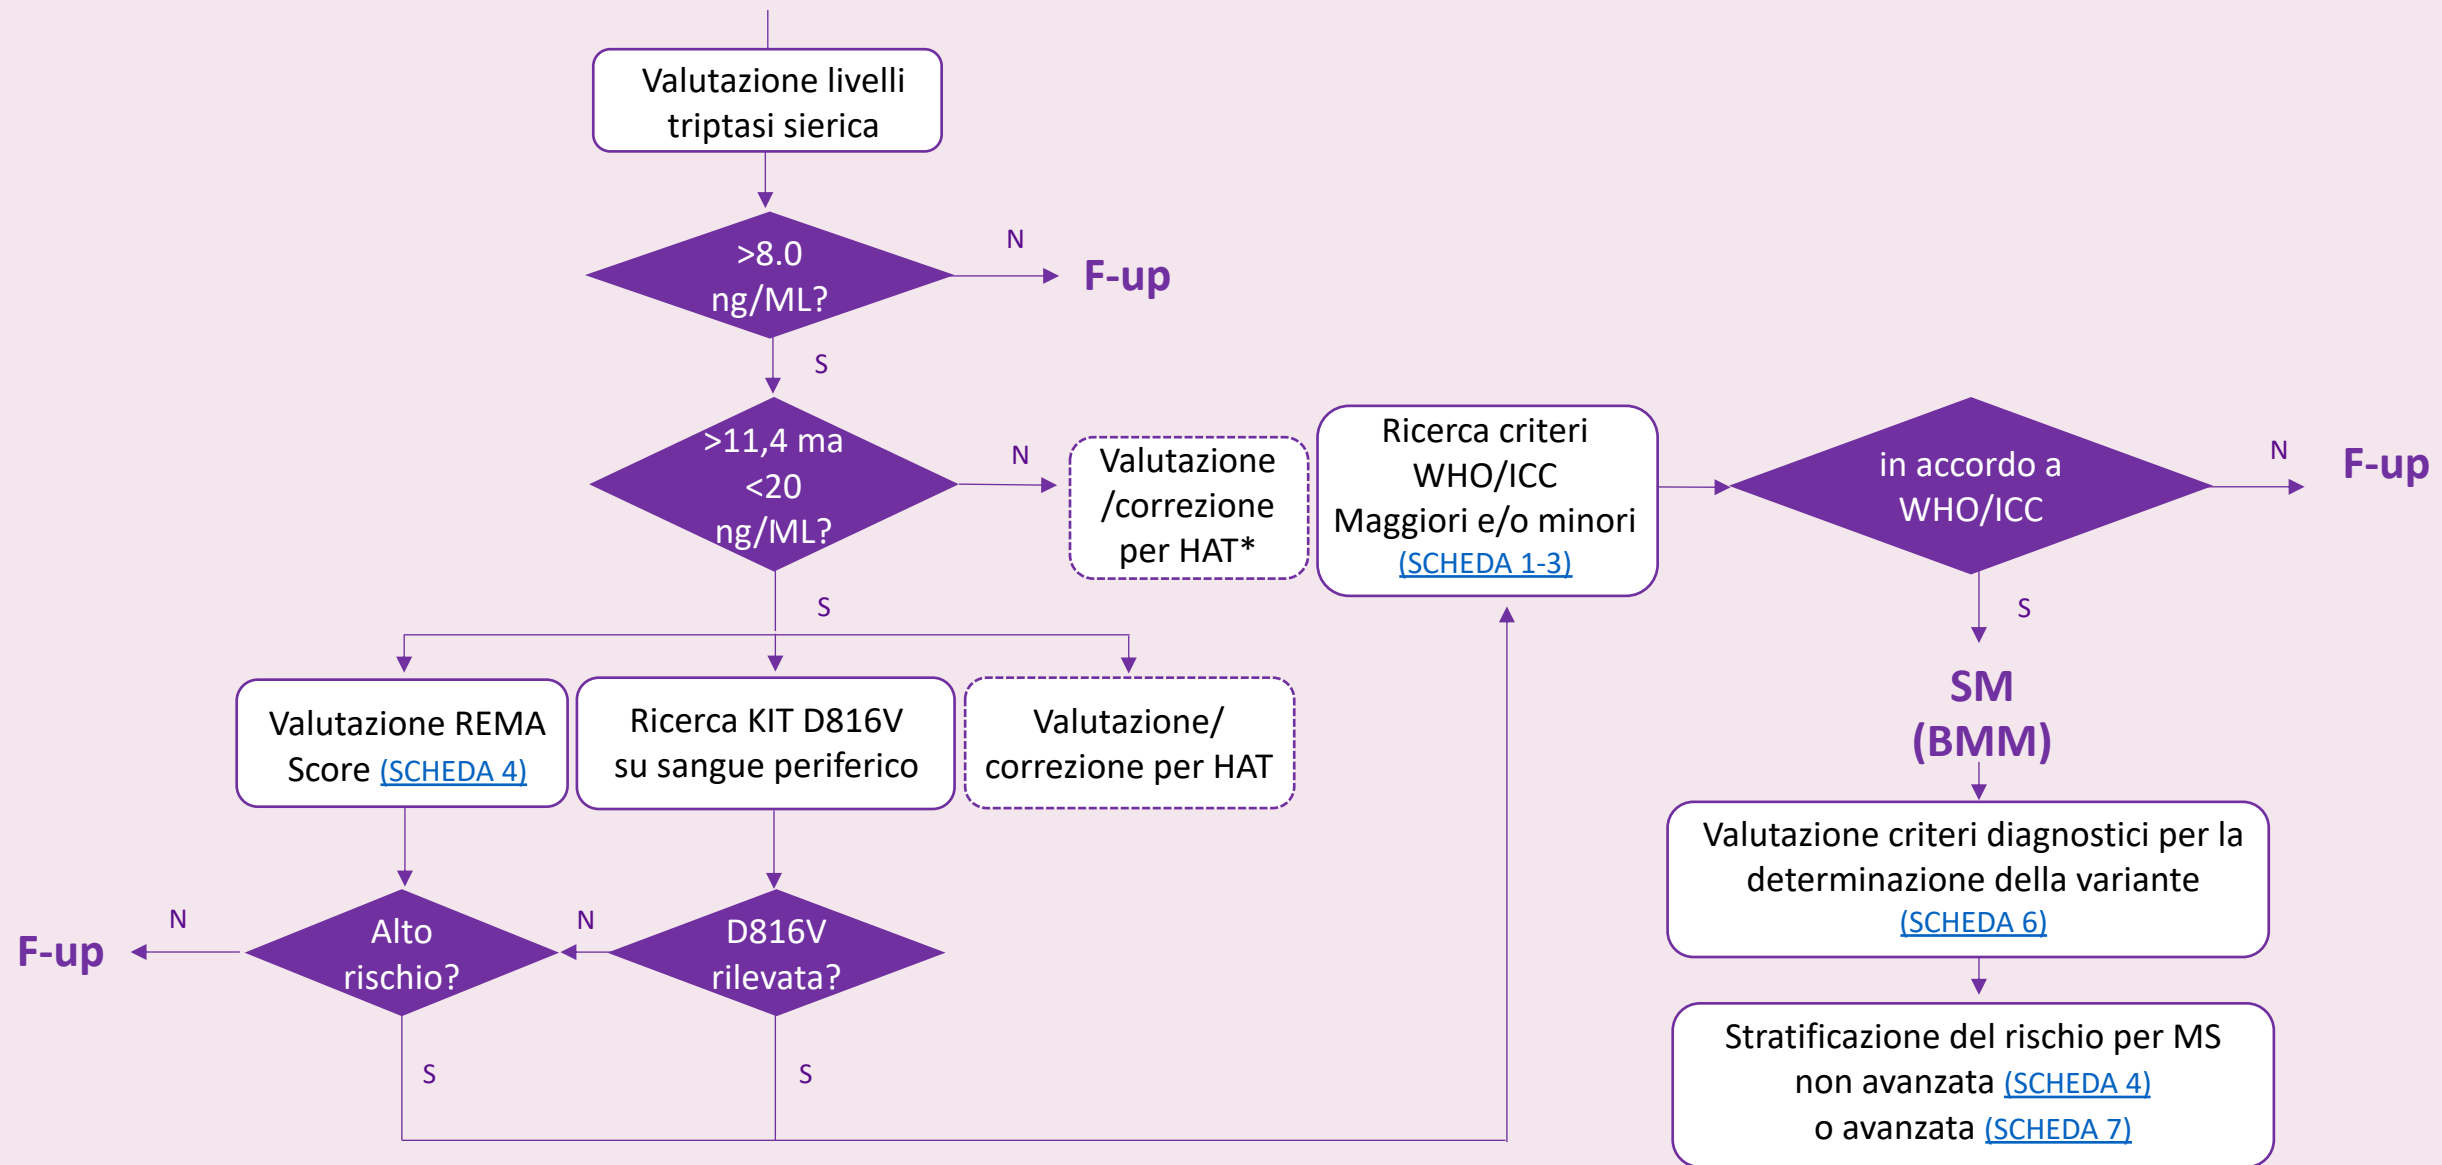 Valutazione livelli
triptasi sierica
>8.0
ng/ML?
N
F-up
S
>11,4 ma
<20
ng/ML?
N
Valutazione
/correzione
per HAT*
S
Valutazione REMA
Score (SCHEDA 4)
Ricerca KIT D816V
su sangue periferico
Valutazione/
correzione per HAT
D816V
rilevata?
N
S
Alto
rischio?
N
F-up
S
Ricerca criteri
WHO/ICC
Maggiori e/o minori
(SCHEDA 1-3)
in accordo a
WHO/ICC
N
F-up
S
SM
(BMM)
Valutazione criteri diagnostici per la
determinazione della variante
(SCHEDA 6)
Stratificazione del rischio per MS
non avanzata (SCHEDA 4)
o avanzata (SCHEDA 7)